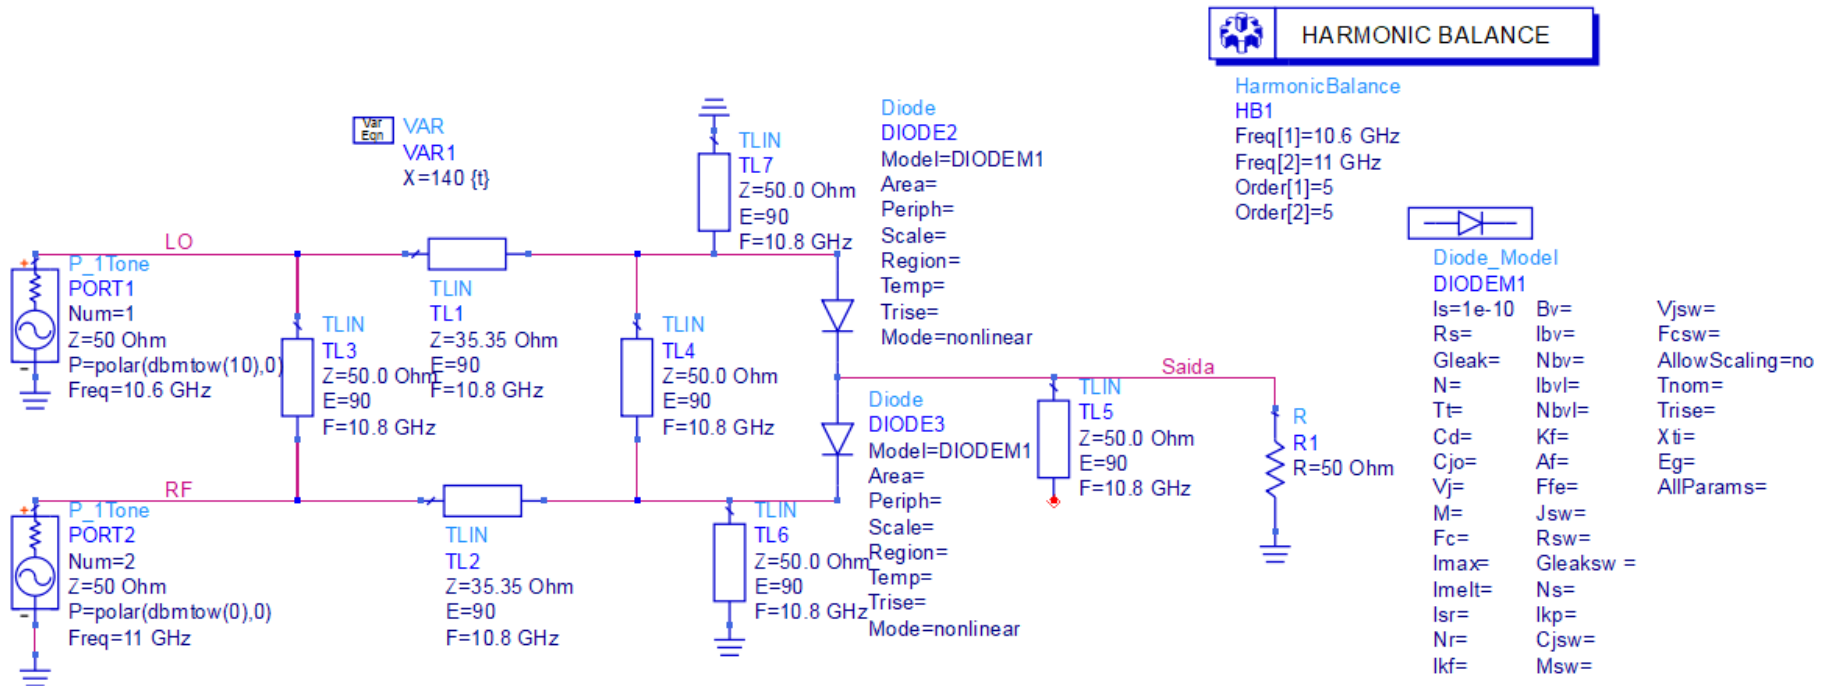 HARMONIC BALANCE
HarmonicBalance
HB1
Freq[1]=10.6 GHz
Freq[2]=11 GHz
Order[1]=5
Order[2]=5
Var
Eqn
VAR
VAR1
X=140 {t}
TLIN
TL7
Z=50.0 Ohm
E=90
F=10.8 GHz
Diode
DIODE2
Model=DIODEM1
Area=
Periph=
Scale=
Region=
Temp=
Trise=
Mode=nonlinear
LO
P_1Tone
PORT1
Num=1
Z=50 Ohm
P=polar(dbmtow(10),0)
Freq=10.6 GHz
TLIN
TL1
Z=35.35 Ohm
E=90
F=10.8 GHz
TLIN
TL3
Z=50.0 Ohm
E=90
F=10.8 GHz
TLIN
TL4
Z=50.0 Ohm
E=90
F=10.8 GHz
Saida
Diode
DIODE3
Model=DIODEM1
Area=
Periph=
Scale=
Region=
Temp=
Trise=
Mode=nonlinear
TLIN
TL5
Z=50.0 Ohm
E=90
F=10.8 GHz
R
R1
R=50 Ohm
RF
P_1Tone
PORT2
Num=2
Z=50 Ohm
P=polar(dbmtow(0),0)
Freq=11 GHz
TLIN
TL2
Z=35.35 Ohm
E=90
F=10.8 GHz
TLIN
TL6
Z=50.0 Ohm
E=90
F=10.8 GHz
Diode_Model
DIODEM1
Is=1e-10 Bv= Vjsw=
Rs= Ibv= Fcsw=
Gleak= Nbv= AllowScaling=no
N= Ibvl= Tnom=
Tt= Nbvl= Trise=
Cd= Kf= Xti=
Cjo= Af= Eg=
Vj= Ffe= AllParams=
M= Jsw=
Fc= Rsw=
Imax= Gleaksw =
Imelt= Ns=
Isr= Ikp=
Nr= Cjsw=
Ikf= Msw=